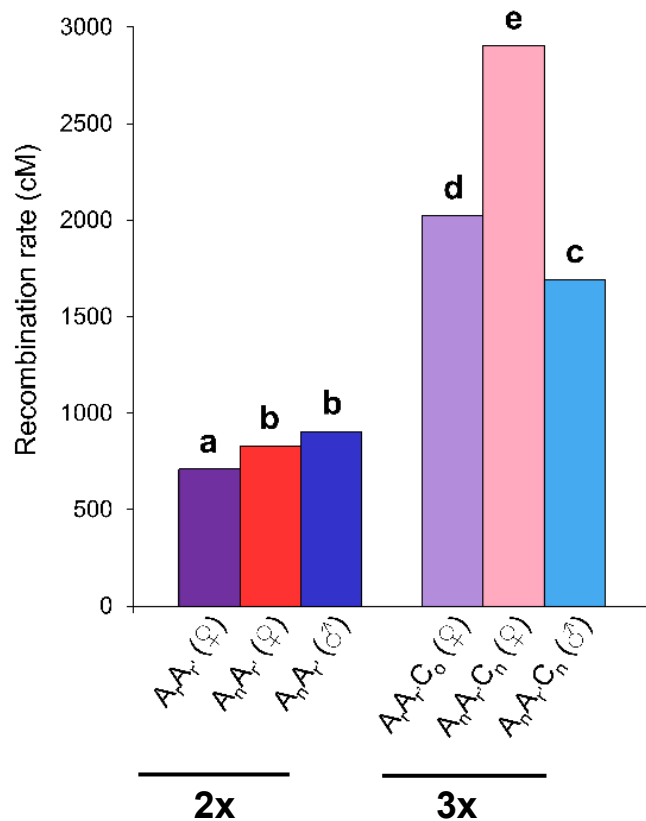 3000
2500
2000
1500
1000
500
0
Recombination rate (cM)
a
b
b
d
e
c
AᵣAᵣ' (♀)
AₙAᵣ' (♀)
AₙAᵣ' (♂)
AᵣAᵣ'Cₒ (♀)
AₙAᵣ'Cₙ (♀)
AₙAᵣ'Cₙ (♂)
2x
3x